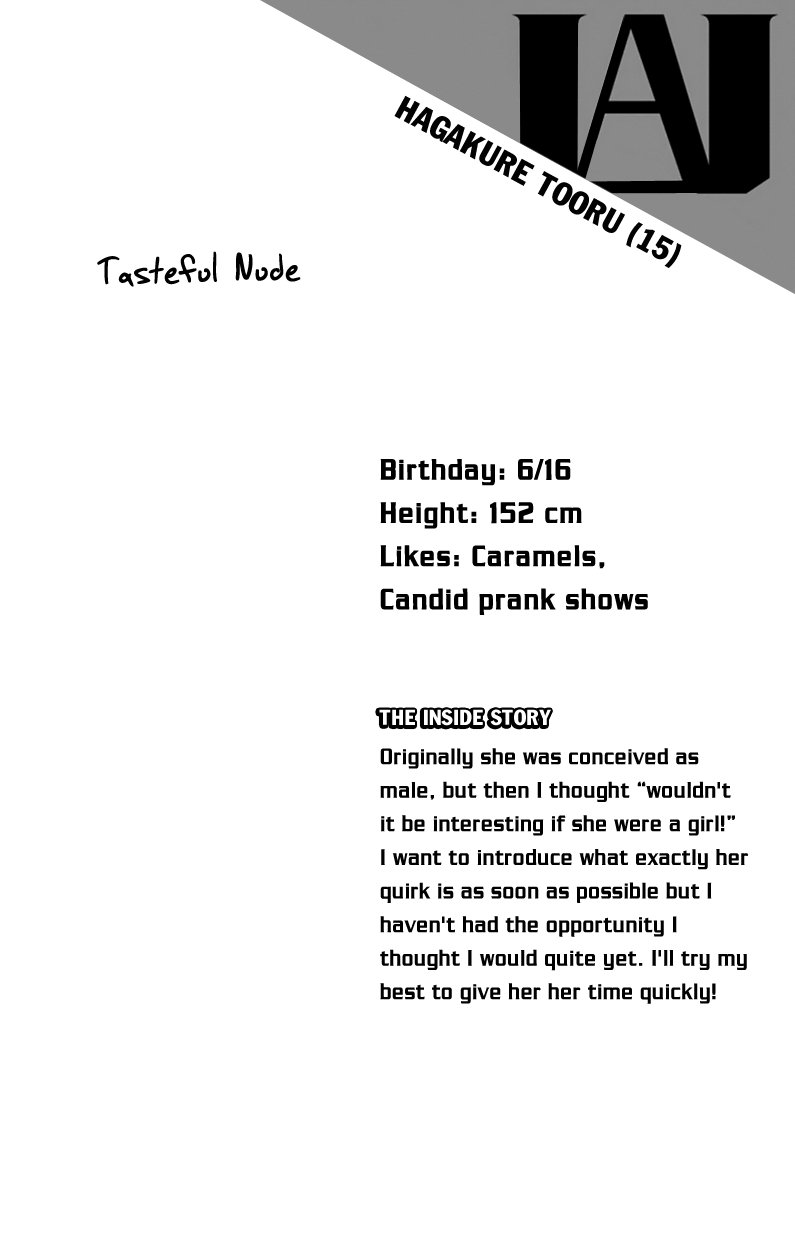 UA
HAGAKURE TOORU (15)
Tasteful Nude
Birthday: 6/16
Height: 152 cm
Likes: Caramels,
Candid prank shows
THE INSIDE STORY
Originally she was conceived as
male, but then I thought “wouldn't
it be interesting if she were a girl!”
I want to introduce what exactly her
quirk is as soon as possible but I
haven't had the opportunity I
thought I would quite yet. I'll try my
best to give her her time quickly!